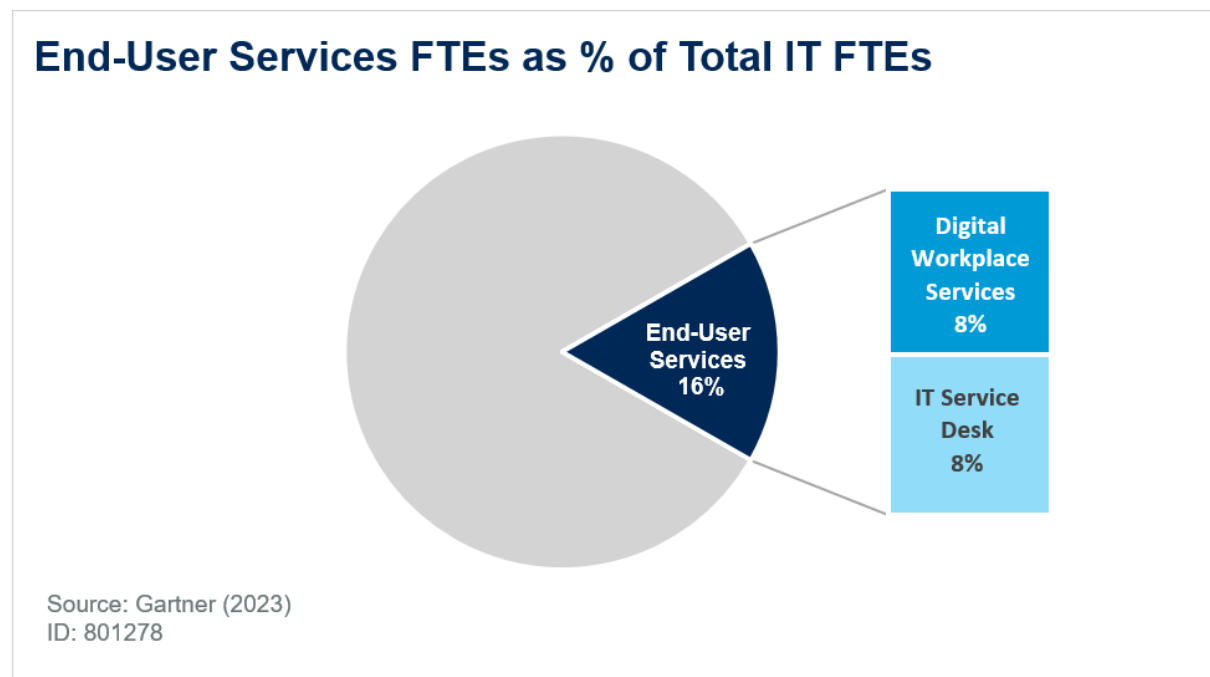 End-User Services FTEs as % of Total IT FTEs
End-User
Services
16%
Digital
Workplace
Services
8%
IT Service
Desk
8%
Source: Gartner (2023)
ID: 801278